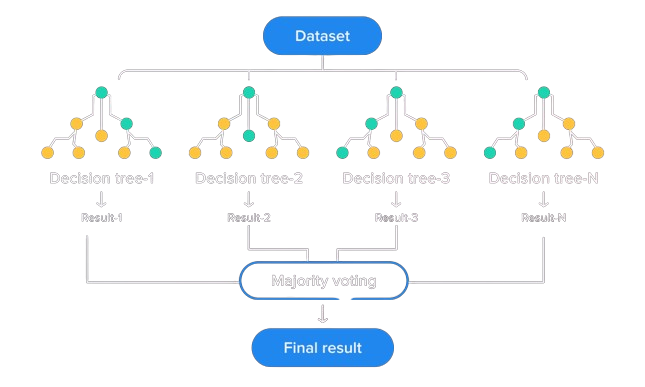 Dataset
Decision tree-1
Decision tree-2
Decision tree-3
Decision tree-N
Result-1
Result-2
Result-3
Result-N
Majority voting
Final result